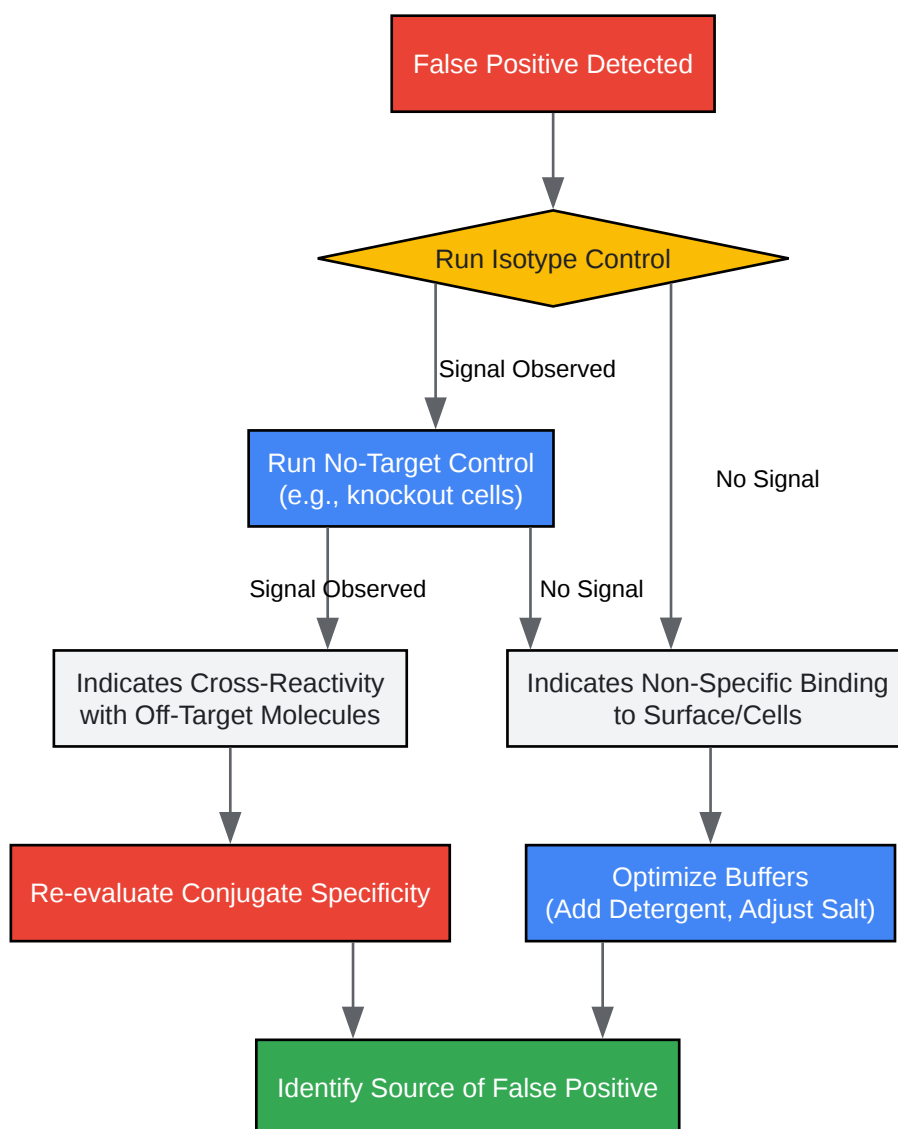 False Positive Detected
Run Isotype Control
Signal Observed
Run No-Target Control
(e.g., knockout cells)
No Signal
Signal Observed
No Signal
Indicates Cross-Reactivity
with Off-Target Molecules
Indicates Non-Specific Binding
to Surface/Cells
Re-evaluate Conjugate Specificity
Optimize Buffers
(Add Detergent, Adjust Salt)
Identify Source of False Positive